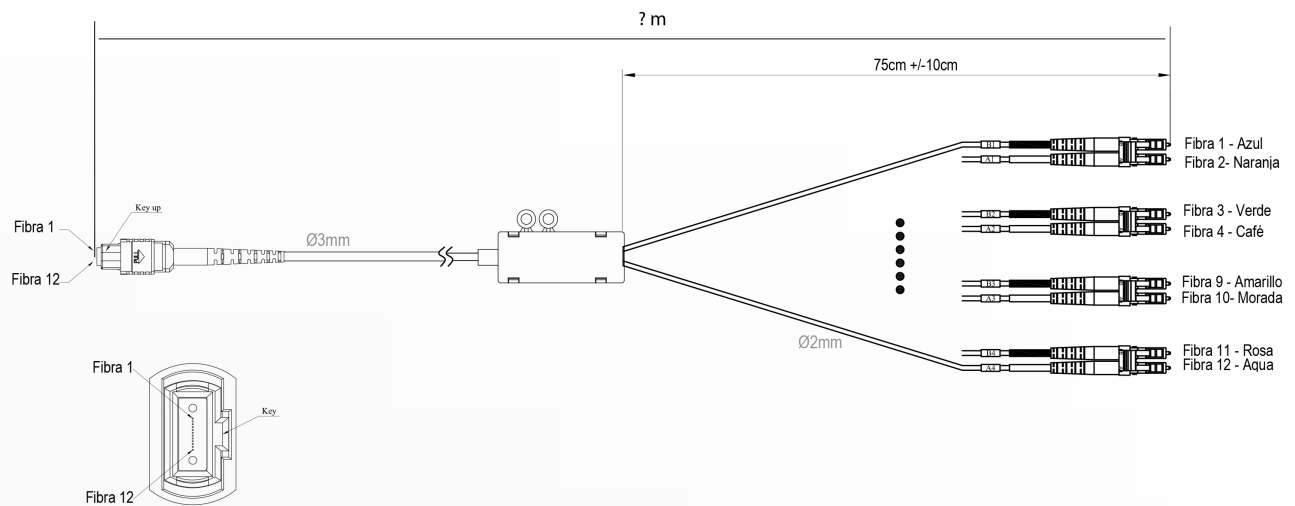 ? m
75cm +/-10cm
B1
A1
Fibra 1 - Azul
Fibra 2- Naranja
B2
A2
Fibra 3 - Verde
Fibra 4 - Café
Key up
Fibra 1
PULL
Fibra 12
Ø3mm
B3
A3
Fibra 9 - Amarillo
Fibra 10- Morada
Ø2mm
B4
A4
Fibra 11 - Rosa
Fibra 12 - Aqua
Fibra 1
Key
Fibra 12